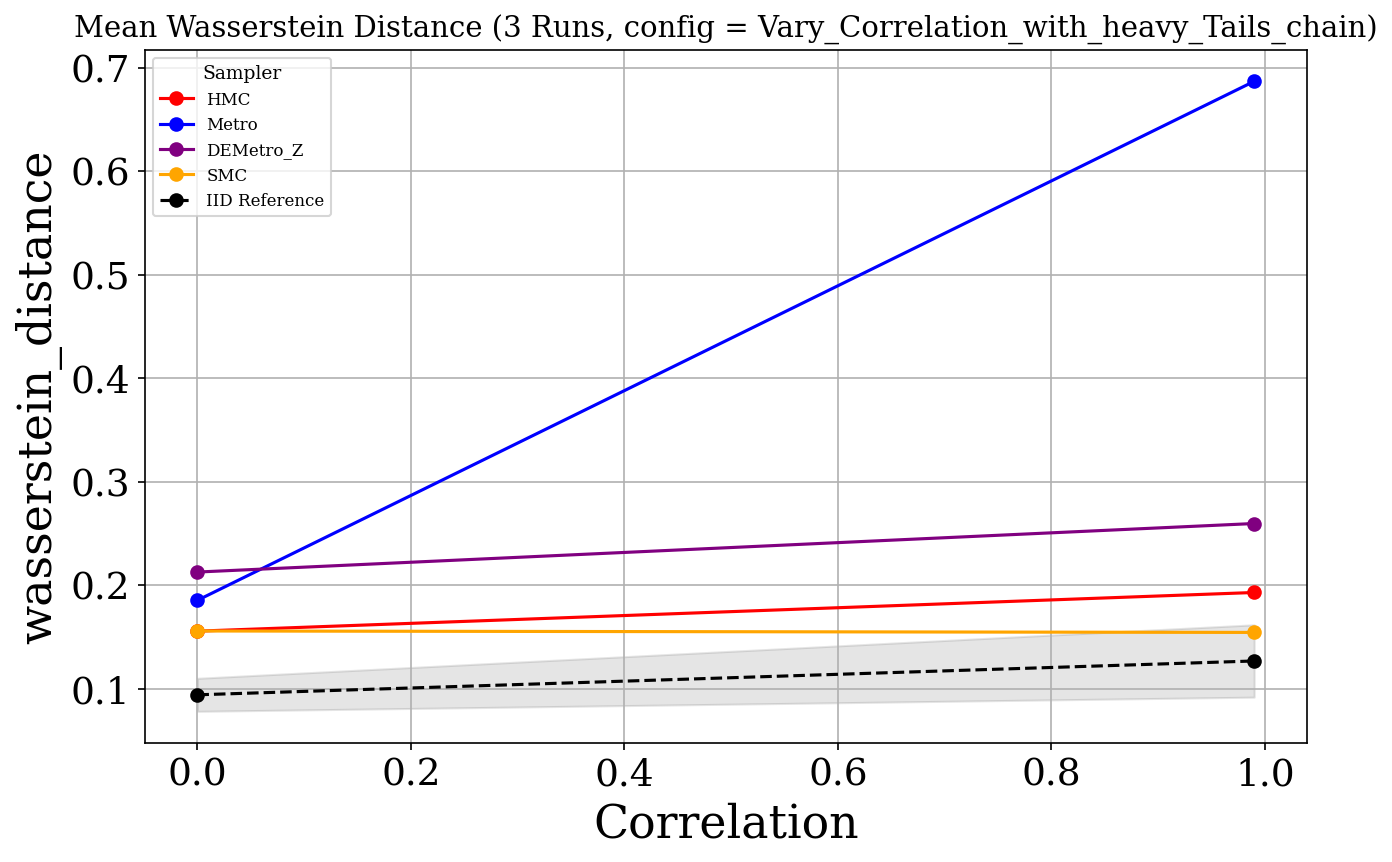 Mean Wasserstein Distance (3 Runs, config = Vary_Correlation_with_heavy_Tails_chain)
wasserstein_distance
0.7
0.6
0.5
0.4
0.3
0.2
0.1
Sampler
HMC
Metro
DEMetro_Z
SMC
IID Reference
0.0 0.2 0.4 0.6 0.8 1.0
Correlation